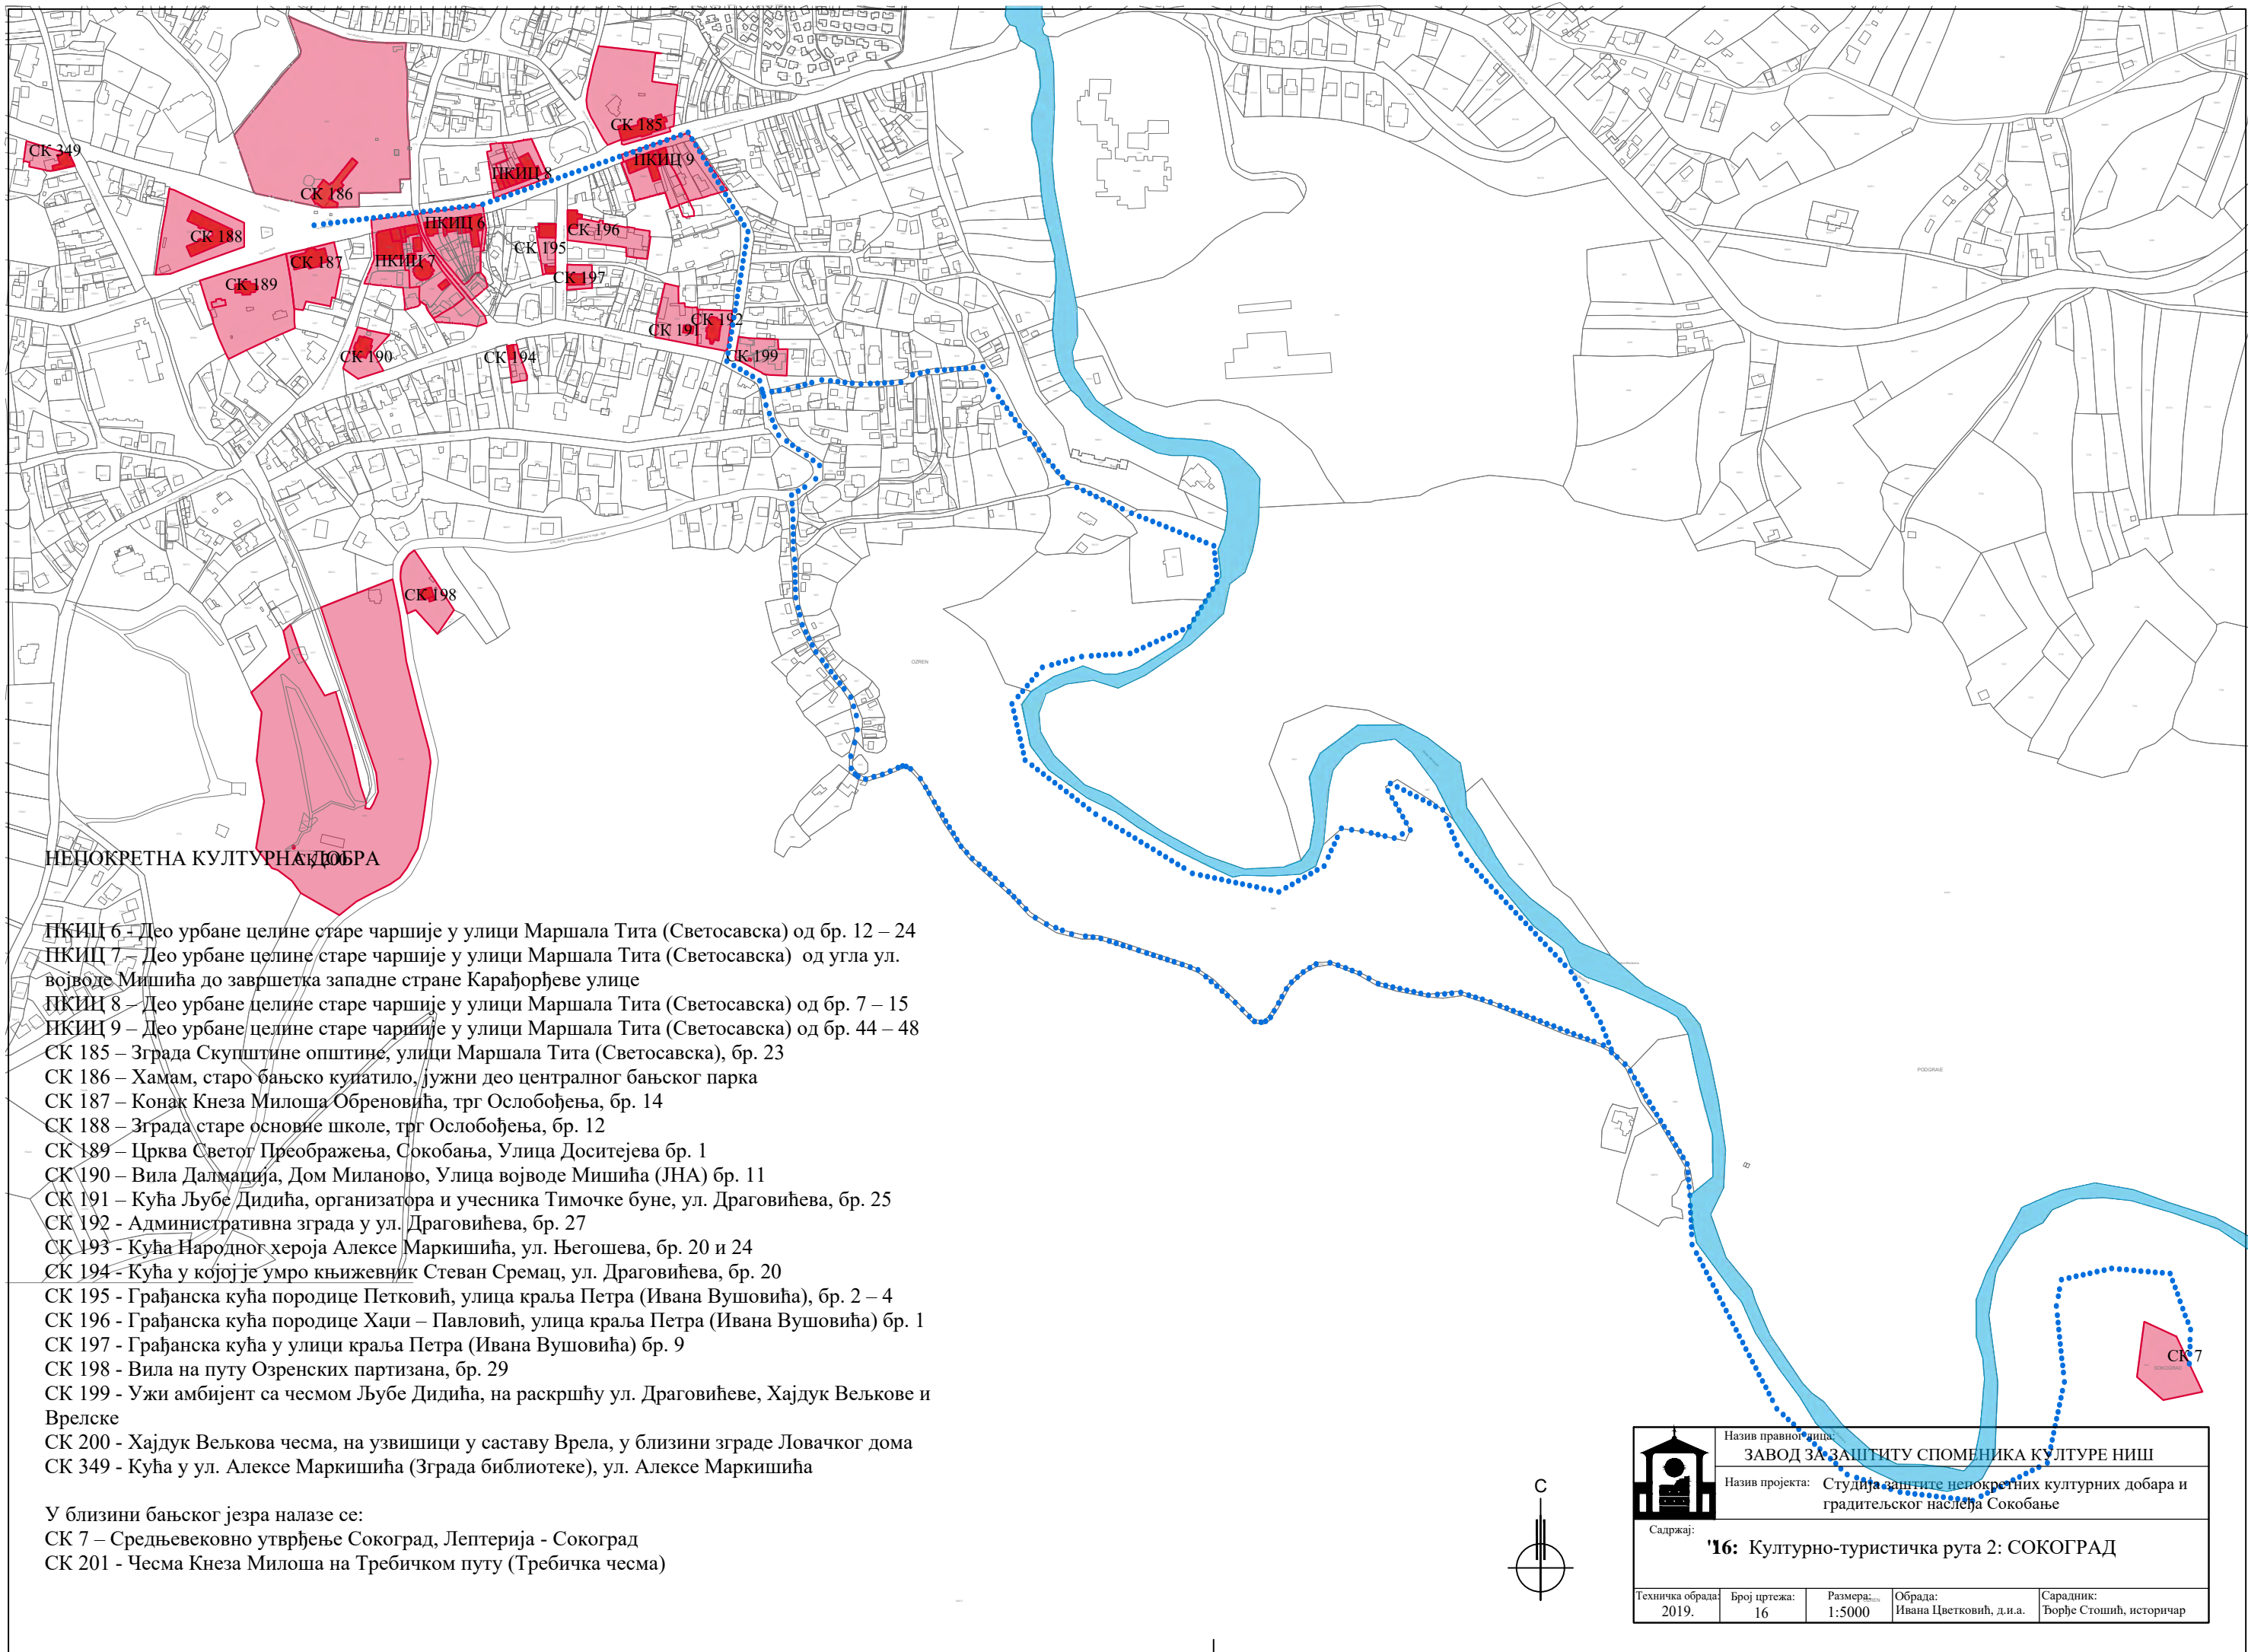 СК 349
СК 185
ПКИЦ 9
ПКИЦ 8
СК 186
ПКИЦ 6
СК 188
СК 195
СК 196
СК 187
ПКИЦ 7
СК 189
СК 197
СК 191
СК 192
СК 190
СК 194
СК 199
СК 198
OZREN
СК 200
НЕПОКРЕТНА КУЛТУРНА ДОБРА
ПКИЦ 6 - Део урбане целине старе чаршије у улици Маршала Тита (Светосавска) од бр. 12 – 24
ПКИЦ 7 – Део урбане целине старе чаршије у улици Маршала Тита (Светосавска) од угла ул.
војводе Мишића до завршетка западне стране Карађорђеве улице
ПКИЦ 8 – Део урбане целине старе чаршије у улици Маршала Тита (Светосавска) од бр. 7 – 15
ПКИЦ 9 – Део урбане целине старе чаршије у улици Маршала Тита (Светосавска) од бр. 44 – 48
СК 185 – Зграда Скупштине општине, улици Маршала Тита (Светосавска), бр. 23
СК 186 – Хамам, старо бањско купатило, јужни део централног бањског парка
СК 187 – Конак Кнеза Милоша Обреновића, трг Ослобођења, бр. 14
СК 188 – Зграда старе основне школе, трг Ослобођења, бр. 12
СК 189 – Црква Светог Преображења, Сокобања, Улица Доситејева бр. 1
СК 190 – Вила Далмација, Дом Миланово, Улица војводе Мишића (ЈНА) бр. 11
СК 191 – Кућа Љубе Дидића, организатора и учесника Тимочке буне, ул. Драговићева, бр. 25
СК 192 - Административна зграда у ул. Драговићева, бр. 27
СК 193 - Кућа Народног хероја Алексе Маркишића, ул. Његошева, бр. 20 и 24
СК 194 - Кућа у којој је умро књижевник Стеван Сремац, ул. Драговићева, бр. 20
СК 195 - Грађанска кућа породице Петковић, улица краља Петра (Ивана Вушовића), бр. 2 – 4
СК 196 - Грађанска кућа породице Хаџи – Павловић, улица краља Петра (Ивана Вушовића) бр. 1
СК 197 - Грађанска кућа у улици краља Петра (Ивана Вушовића) бр. 9
СК 198 - Вила на путу Озренских партизана, бр. 29
СК 199 - Ужи амбијент са чесмом Љубе Дидића, на раскршћу ул. Драговићеве, Хајдук Вељкове и
Врелске
СК 200 - Хајдук Вељкова чесма, на узвишици у саставу Врела, у близини зграде Ловачког дома
СК 349 - Кућа у ул. Алексе Маркишића (Зграда библиотеке), ул. Алексе Маркишића
У близини бањског језра налазе се:
СК 7 – Средњевековно утврђење Сокоград, Лептерија - Сокоград
СК 201 - Чесма Кнеза Милоша на Требичком путу (Требичка чесма)
PODGRAĐE
СК 7
SOKOGRAD
С
Назив правног лица:
ЗАВОД ЗА ЗАШТИТУ СПОМЕНИКА КУЛТУРЕ НИШ
Назив пројекта: Студија заштите непокретних културних добара и
градитељског наслеђа Сокобање
Садржај:
"16: Културно-туристичка рута 2: СОКОГРАД
Техничка обрада: 2019.
Број цртежа: 16
Размера: 1:5000
Обрада: Ивана Цветковић, д.и.а.
Сарадник: Ђорђе Стошић, историчар